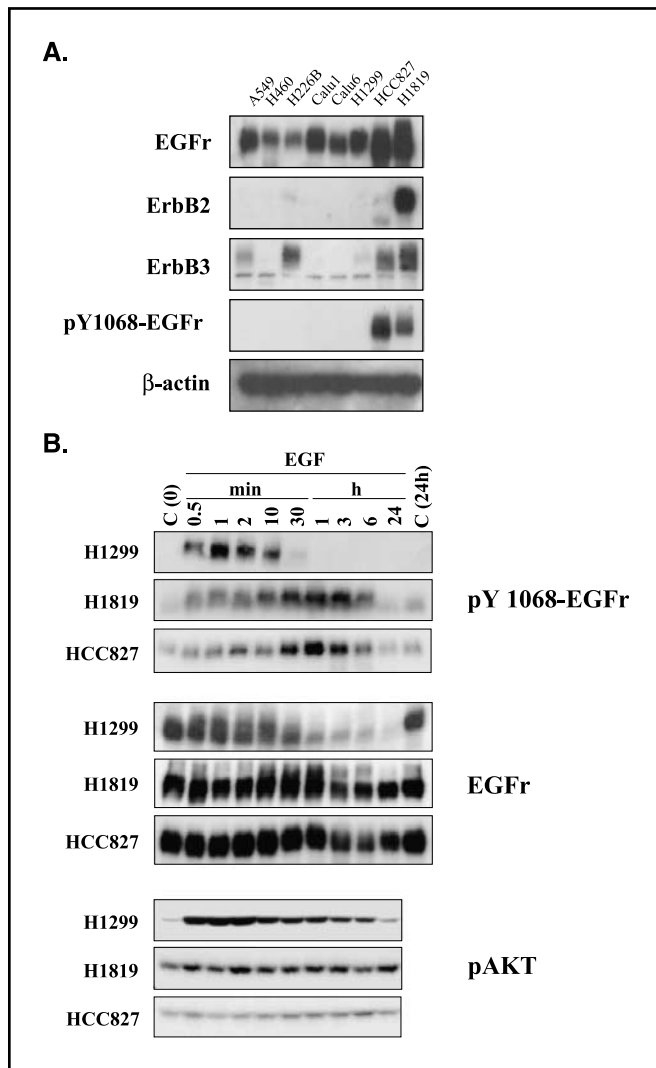 A.
A549 H460 H226B Calu1 Calu6 H1299 HCC827 H1819
EGFr
ErbB2
ErbB3
pY1068-EGFr
β-actin
B.
EGF
min h
C (0) 0.5 1 2 10 30 1 3 6 24 C (24h)
H1299
H1819
HCC827
pY 1068-EGFr
H1299
H1819
HCC827
EGFr
H1299
H1819
HCC827
pAKT